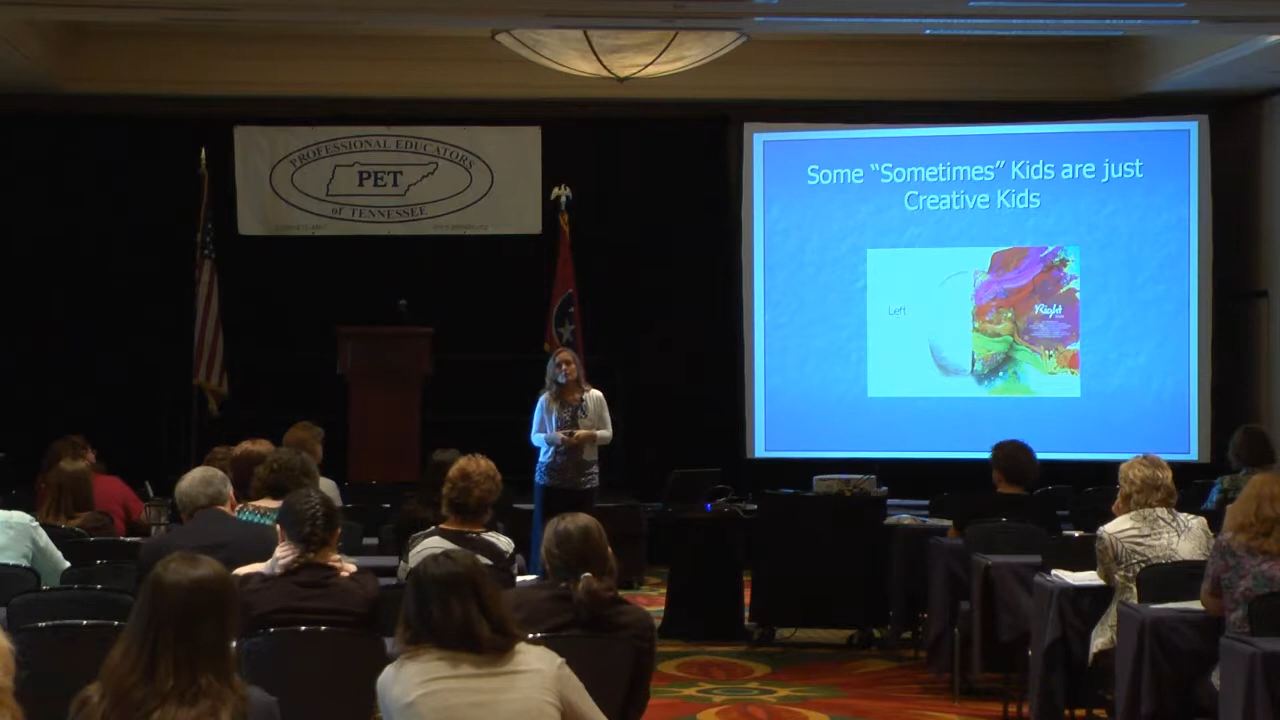 PROFESSIONAL EDUCATORS
PET
of TENNESSEE
Some “Sometimes” Kids are just
Creative Kids
Left
Right